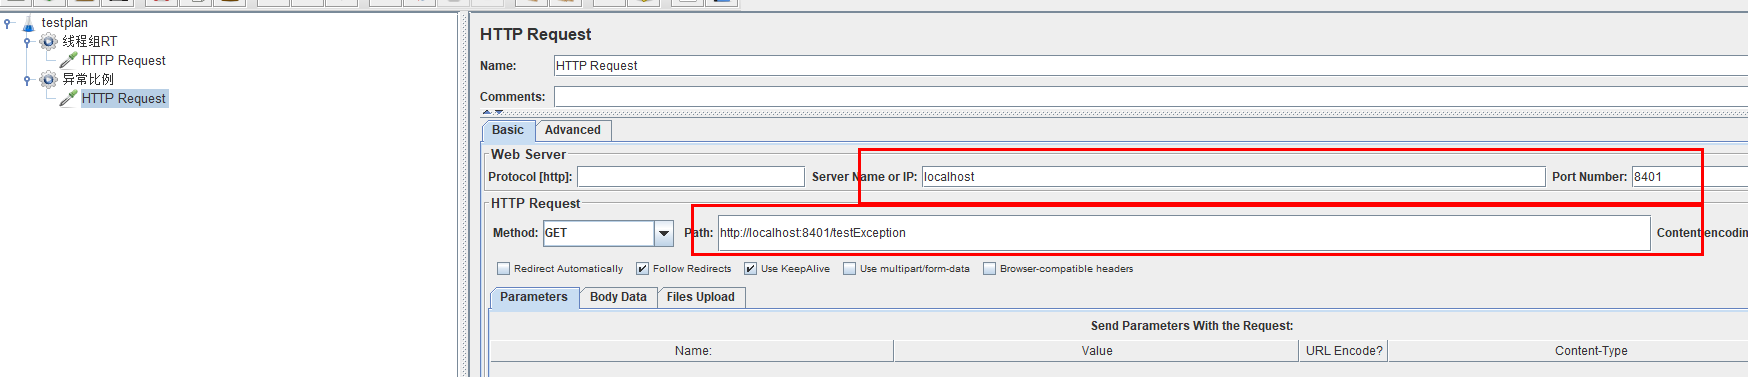 testplan
线程组RT
HTTP Request
异常比例
HTTP Request
HTTP Request
Name: HTTP Request
Comments:
Basic Advanced
Web Server
Protocol [http]: Server Name or IP: localhost Port Number: 8401
HTTP Request
Method: GET Path: http://localhost:8401/testException Content encodin
Redirect Automatically Follow Redirects Use KeepAlive Use multipart/form-data Browser-compatible headers
Parameters Body Data Files Upload
Send Parameters With the Request:
Name: Value URL Encode? Content-Type